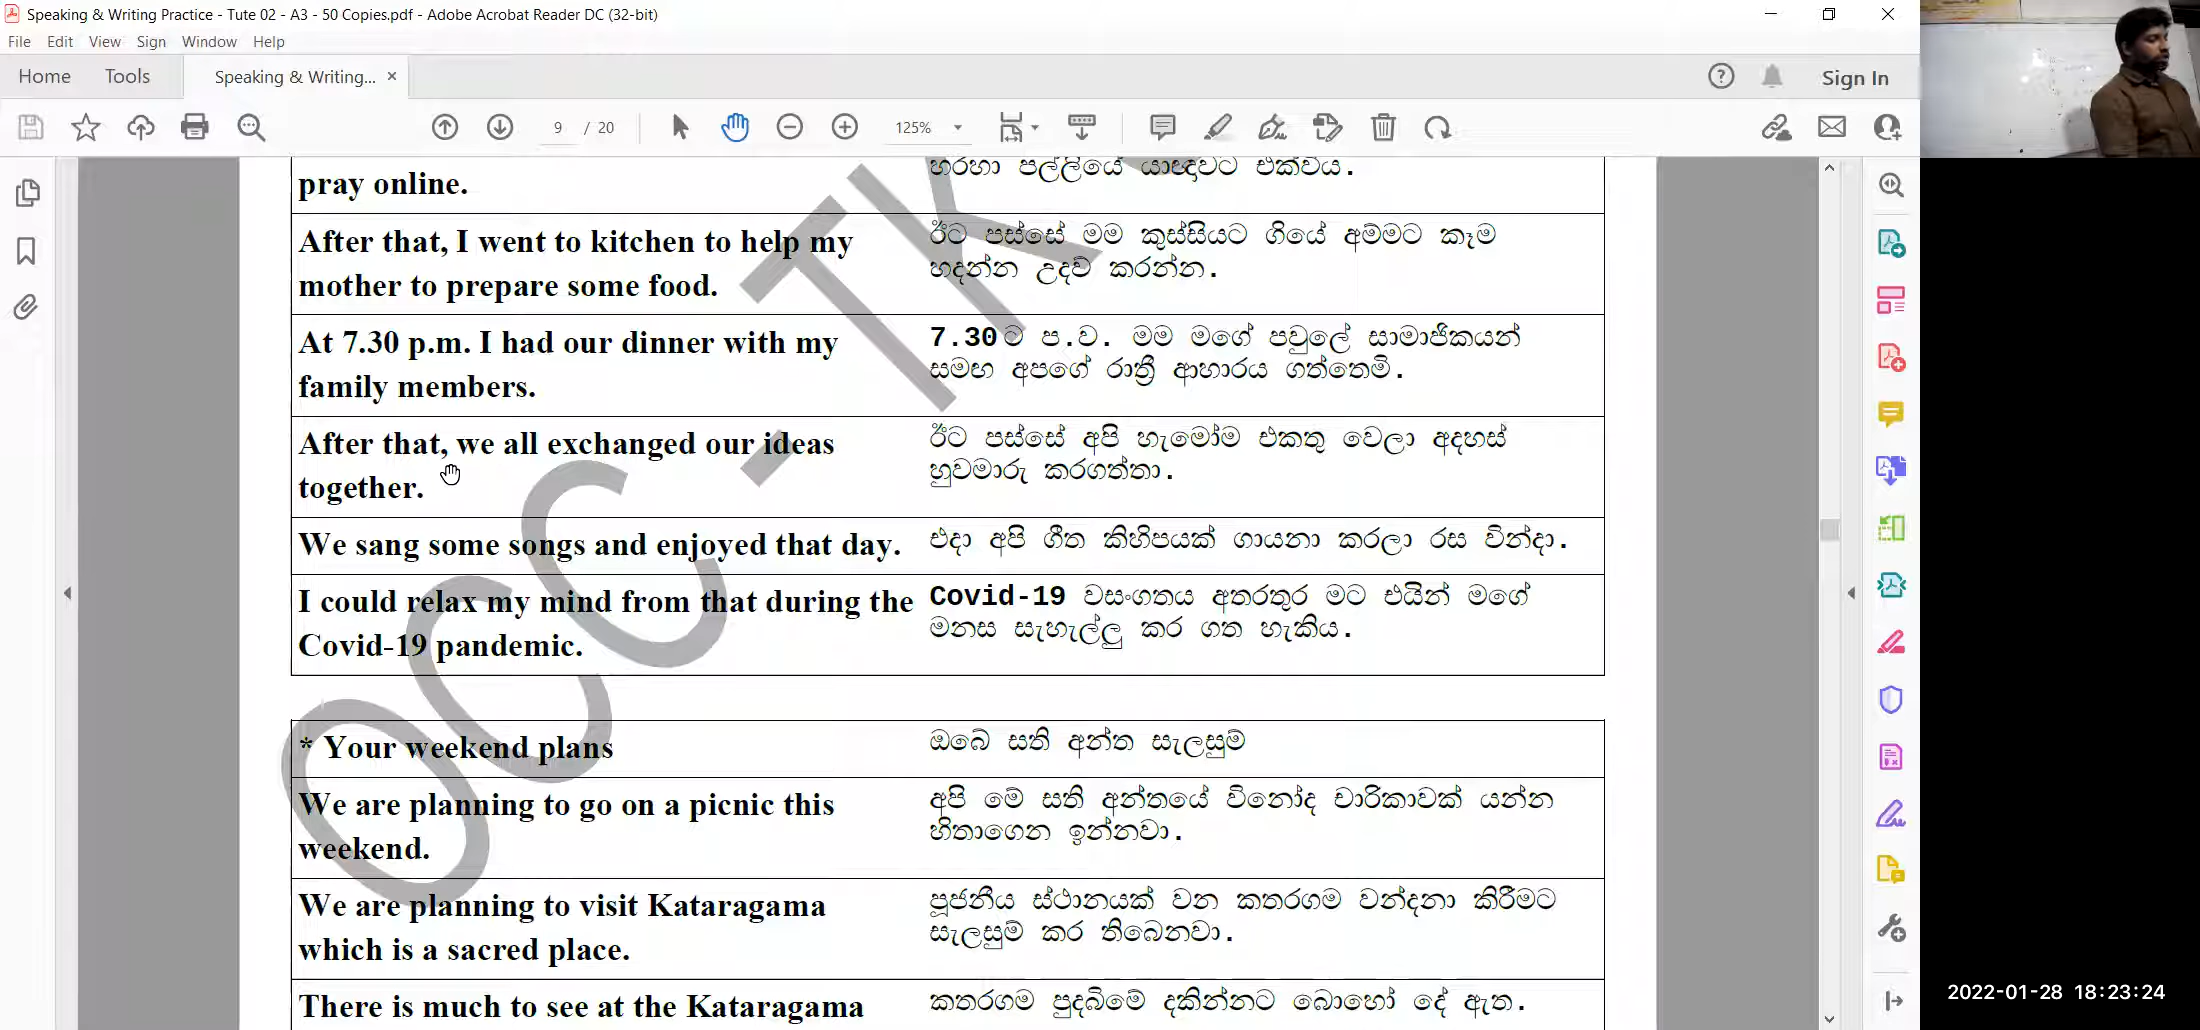 Speaking & Writing Practice - Tute 02 - A3 - 50 Copies.pdf - Adobe Acrobat Reader DC (32-bit)
File Edit View Sign Window Help
Home Tools Speaking & Writing... × Sign In
9 / 20 125%
pray online. හරහා පල්ලියේ යාඥාවට එක්විය.
After that, I went to kitchen to help my
mother to prepare some food.
ඊට පස්සේ මම කුස්සියට ගියේ අම්මට කෑම
හදන්න උදව් කරන්න.
At 7.30 p.m. I had our dinner with my
family members.
7.30ට ප.ව. මම මගේ පවුලේ සාමාජිකයන්
සමඟ අපගේ රාත්‍රී ආහාරය ගත්තෙමි.
After that, we all exchanged our ideas
together.
ඊට පස්සේ අපි හැමෝම එකතු වෙලා අදහස්
හුවමාරු කරගත්තා.
We sang some songs and enjoyed that day.
එදා අපි ගීත කිහිපයක් ගායනා කරලා රස වින්දා.
I could relax my mind from that during the
Covid-19 pandemic.
Covid-19 වසංගතය අතරතුර මට එයින් මගේ
මනස සැහැල්ලු කර ගත හැකිය.
* Your weekend plans
ඔබේ සති අන්ත සැලසුම්
We are planning to go on a picnic this
weekend.
අපි මේ සති අන්තයේ විනෝද චාරිකාවක් යන්න
හිතාගෙන ඉන්නවා.
We are planning to visit Kataragama
which is a sacred place.
පූජනීය ස්ථානයක් වන කතරගම වන්දනා කිරීමට
සැලසුම් කර තිබෙනවා.
There is much to see at the Kataragama
කතරගම පුදබිමේ දකින්නට බොහෝ දේ ඇත.
OCC - TK
2022-01-28 18:23:24